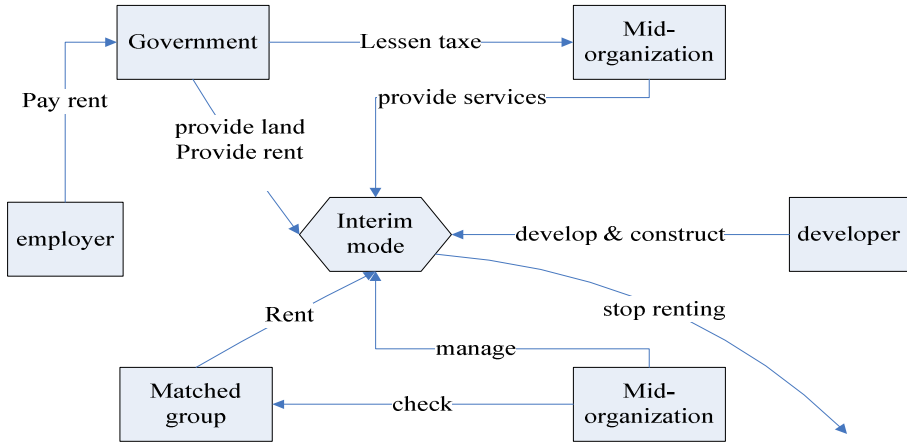 Government
Lessen taxe
Mid-
organization
Pay rent
provide services
provide land
Provide rent
employer
Interim
mode
develop & construct
developer
Rent
stop renting
manage
Matched
group
check
Mid-
organization